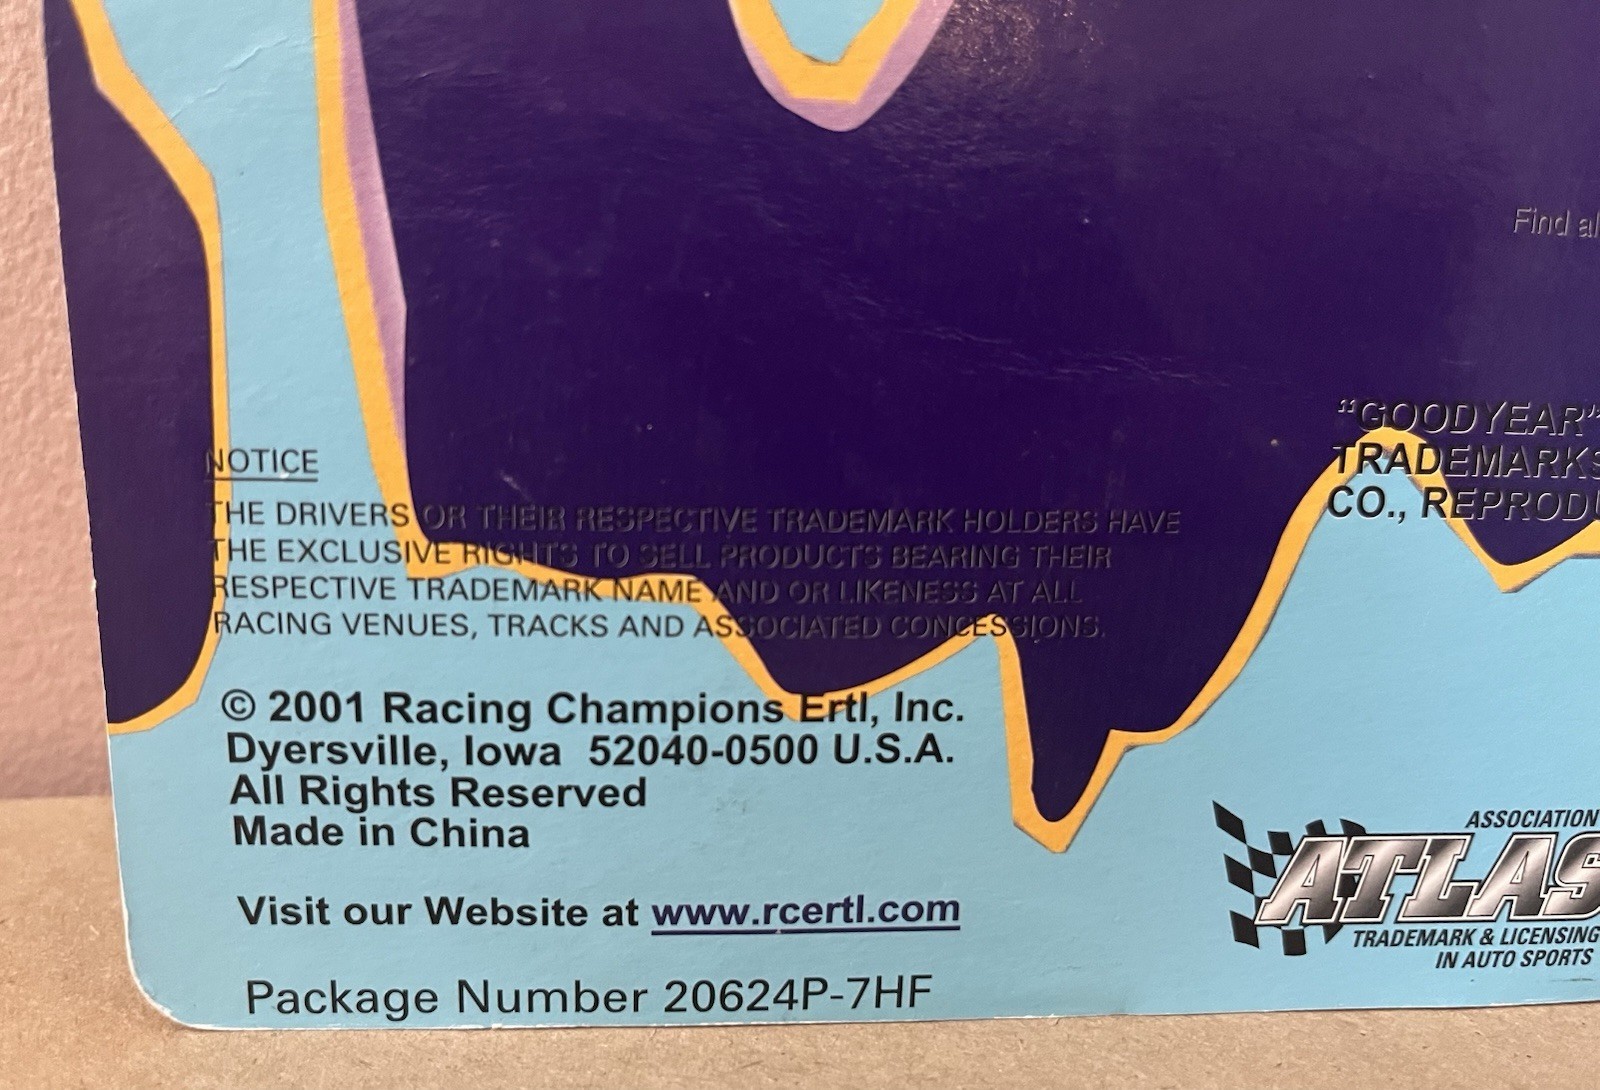 Find
"GOODYEAR"
TRADEMARKS
CO.,
NOTICE
THE DRIVERS OR THEIR RESPECTIVE TRADEMARK HOLDERS HAVE
THE EXCLUSIVE RIGHTS TO SELL PRODUCTS BEARING THEIR
RESPECTIVE TRADEMARK NAME AND OR LIKENESS AT ALL
RACING VENUES, TRACKS AND ASSOCIATED CONCESSIONS.
© 2001 Racing Champions Ertl, Inc.
Dyersville, Iowa 52040-0500 U.S.A.
All Rights Reserved
Made in China
Visit our Website at www.rcertl.com
Package Number 20624P-7HF
ASSOCIATION
ATLAS
TRADEMARK & LICENSING
IN AUTO SPORTS